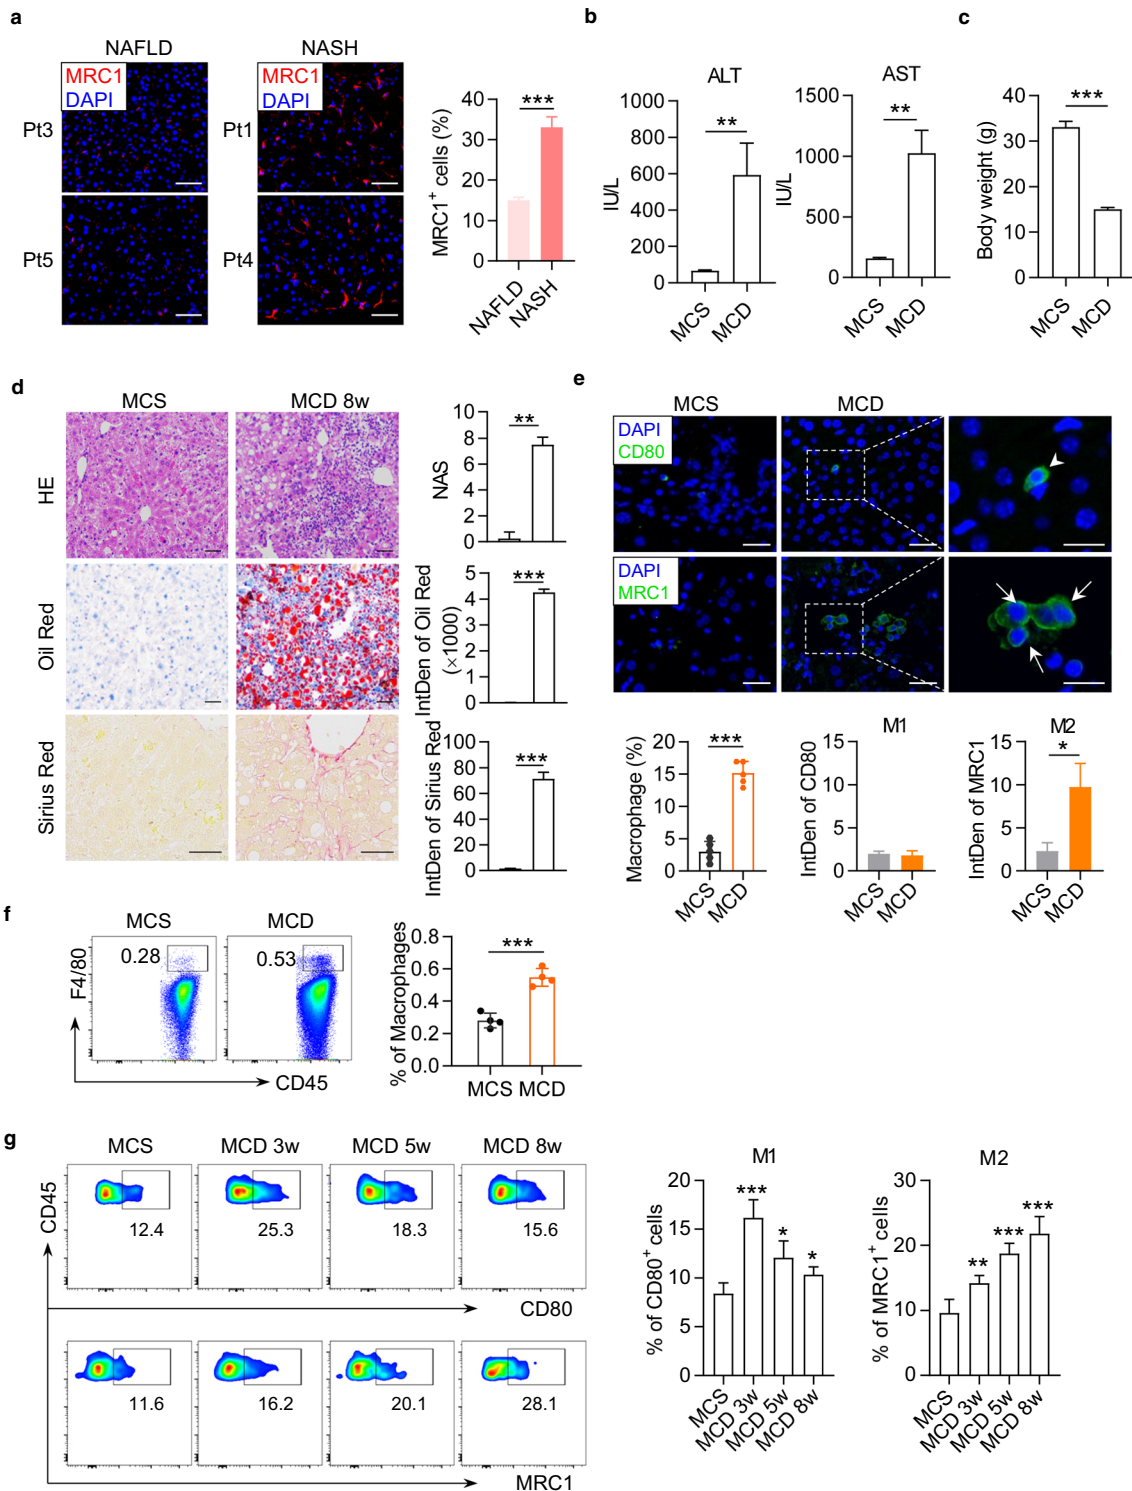 a
NAFLD
NASH
MRC1
DAPI
MRC1
DAPI
Pt3
Pt1
Pt5
Pt4
MRC1+ cells (%)
40
30
20
10
0
***
NAFLD
NASH
b
ALT
IU/L
1000
800
600
400
200
0
**
MCS
MCD
AST
IU/L
1500
1000
500
0
**
MCS
MCD
c
Body weight (g)
40
30
20
10
0
***
MCS
MCD
d
MCS
MCD 8w
HE
Oil Red
Sirius Red
NAS
10
8
6
4
2
0
**
IntDen of Oil Red
(×1000)
5
4
3
2
1
0
***
IntDen of Sirius Red
100
80
60
40
20
0
***
e
MCS
MCD
DAPI
CD80
DAPI
MRC1
Macrophage (%)
20
15
10
5
0
***
MCS
MCD
M1
IntDen of CD80
15
10
5
0
MCS
MCD
M2
IntDen of MRC1
15
10
5
0
*
MCS
MCD
f
MCS
MCD
F4/80
0.28
0.53
CD45
% of Macrophages
0.8
0.6
0.4
0.2
0.0
***
MCS MCD
g
MCS
MCD 3w
MCD 5w
MCD 8w
CD45
12.4
25.3
18.3
15.6
CD80
11.6
16.2
20.1
28.1
MRC1
M1
% of CD80+ cells
20
15
10
5
0
***
*
*
MCS
MCD 3w
MCD 5w
MCD 8w
M2
% of MRC1+ cells
30
20
10
0
**
***
***
MCS
MCD 3w
MCD 5w
MCD 8w